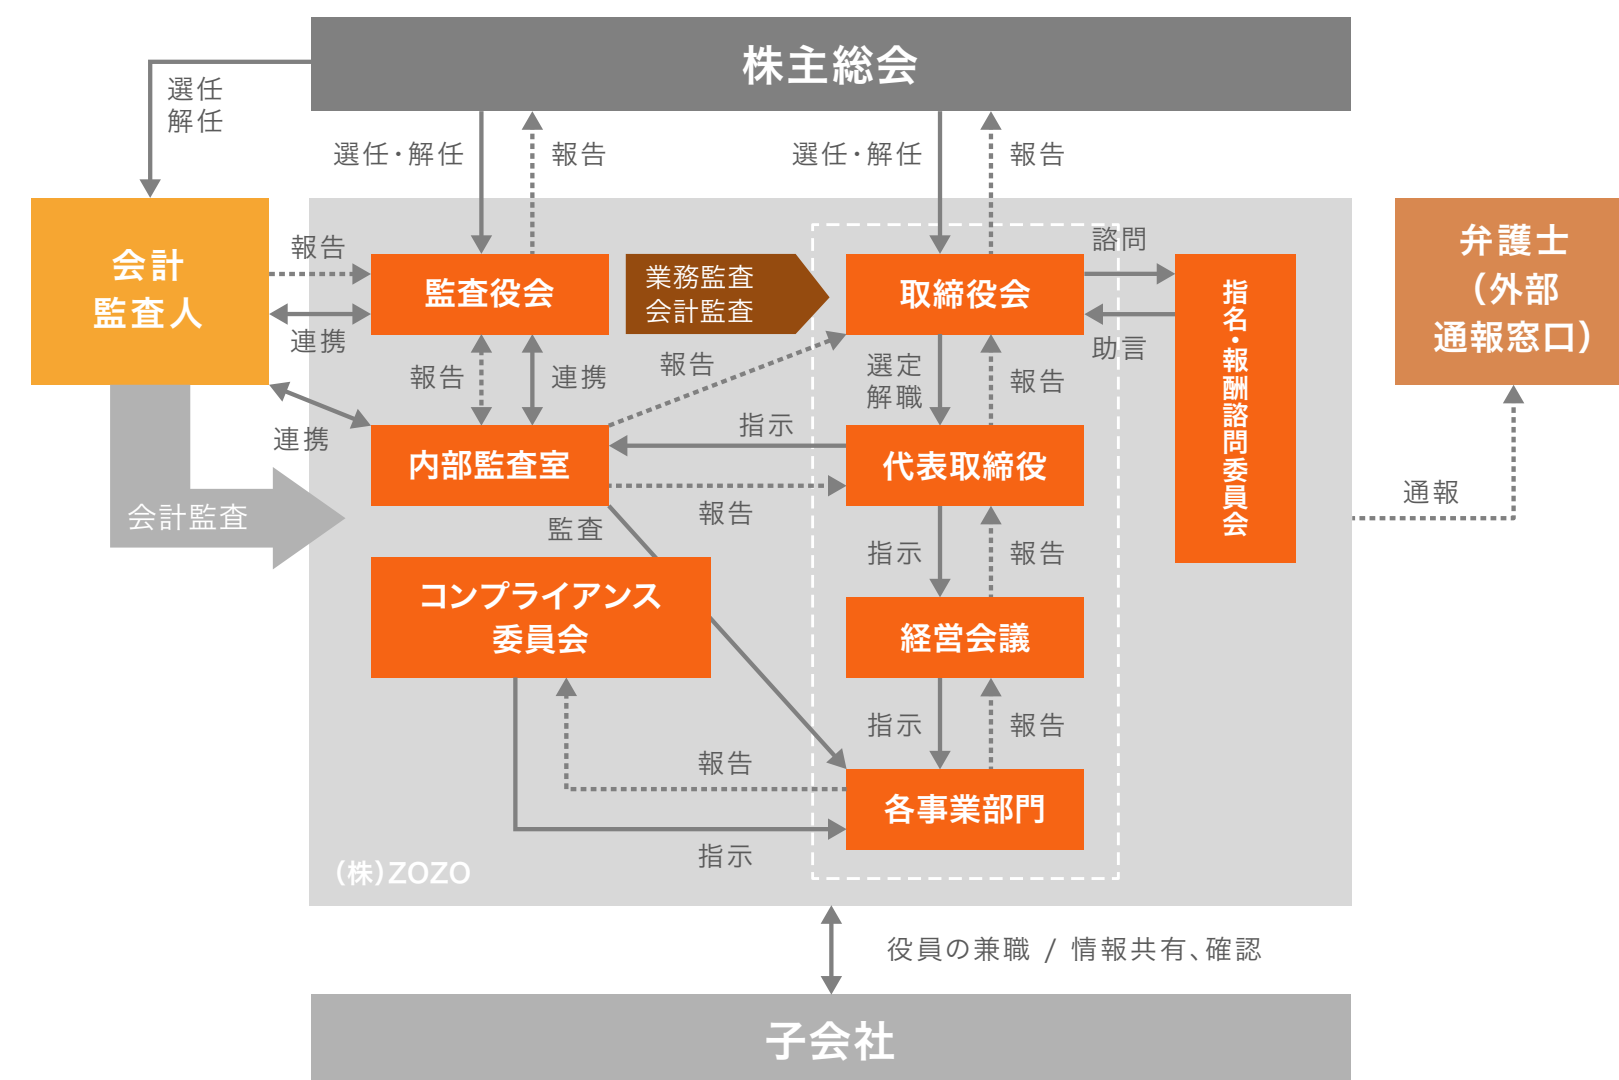 株主総会
選任
解任
選任・解任
報告
選任・解任
報告
会計
監査人
報告
連携
監査役会
業務監査
会計監査
取締役会
諮問
助言
指名・報酬諮問委員会
弁護士
（外部
通報窓口）
報告
連携
報告
選定
解職
報告
連携
指示
内部監査室
代表取締役
報告
会計監査
監査
通報
指示
報告
コンプライアンス
委員会
経営会議
指示
報告
報告
各事業部門
指示
（株）ZOZO
役員の兼職 / 情報共有、確認
子会社